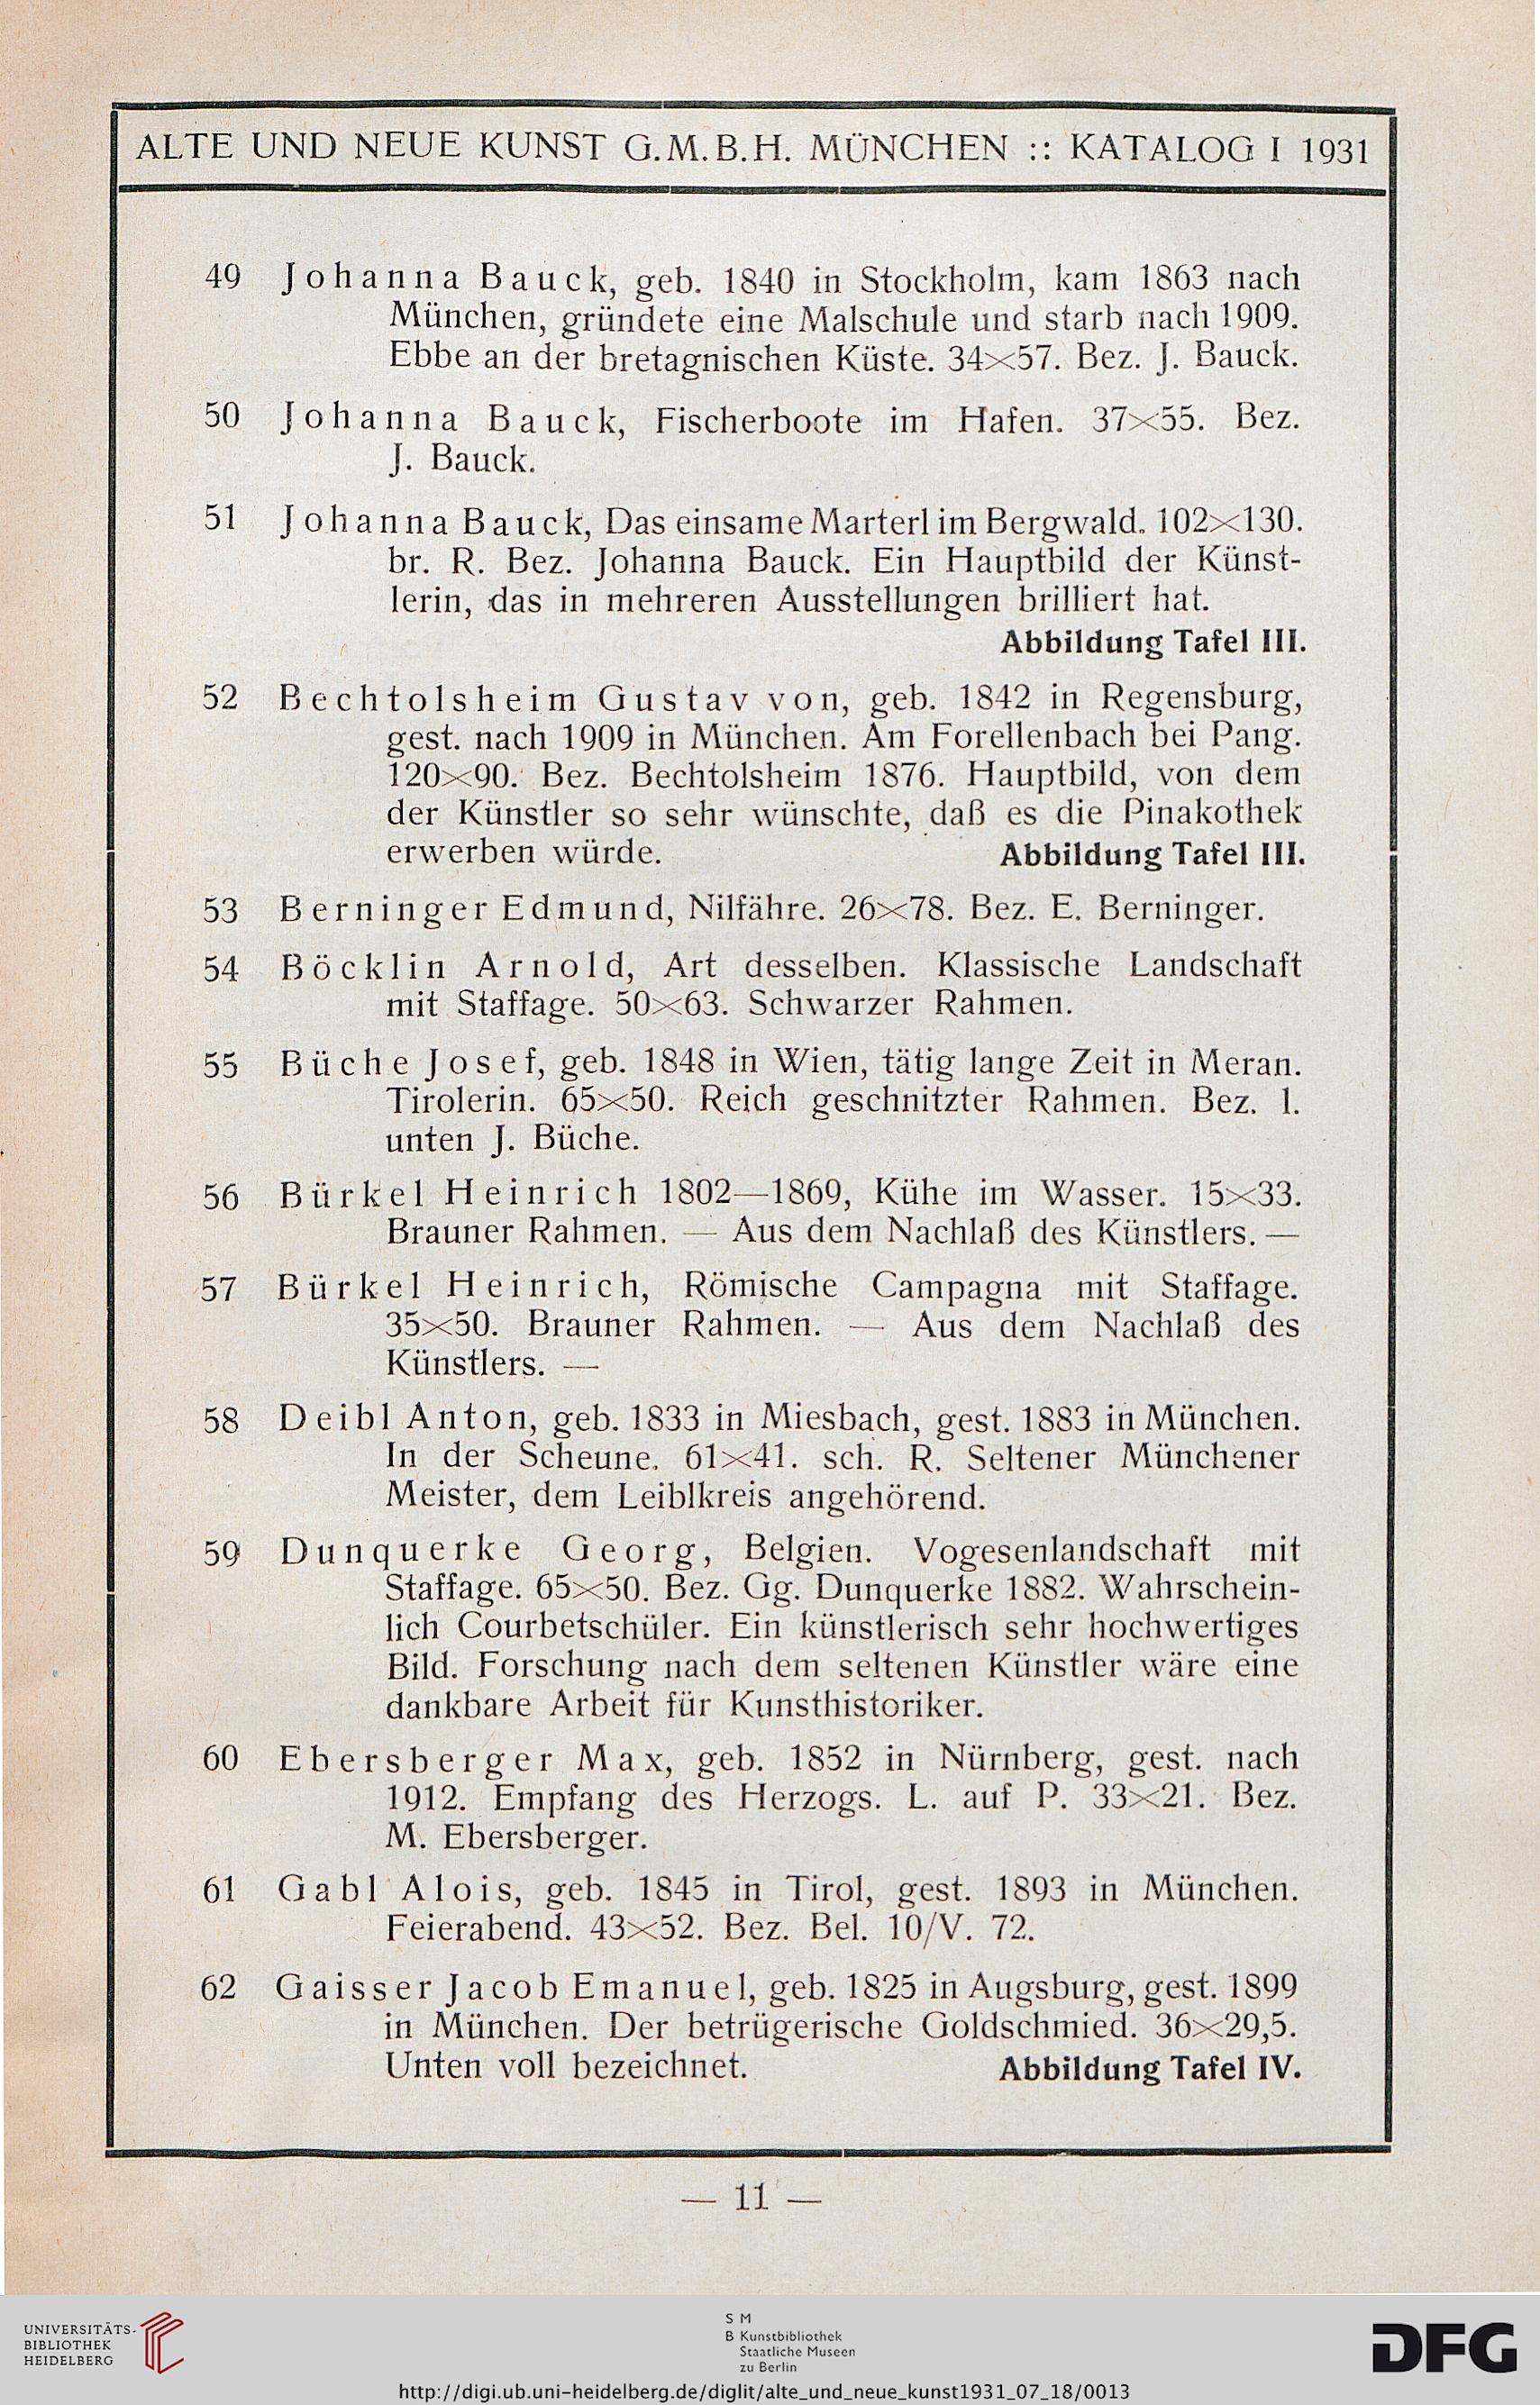 ALTE UND NEUE KUNST G.M.B.H. MÜNCHEN :: KATALOG I 1931
49 Johanna Bauck, geb. 1840 in Stockholm, kam 1863 nach
München, gründete eine Malschule und starb nach 1909.
Ebbe an der bretagnischen Küste. 34×57. Bez. J. Bauck.
50 Johanna Bauck, Fischerboote im Hafen. 37×55. Bez.
J. Bauck.
51 Johanna Bauck, Das einsame Marterl im Bergwald. 102×130.
br. R. Bez. Johanna Bauck. Ein Hauptbild der Künst-
lerin, das in mehreren Ausstellungen brilliert hat.
Abbildung Tafel III.
52 Bechtolsheim Gustav von, geb. 1842 in Regensburg,
gest. nach 1909 in München. Am Forellenbach bei Pang.
120×90. Bez. Bechtolsheim 1876. Hauptbild, von dem
der Künstler so sehr wünschte, daß es die Pinakothek
erwerben würde. Abbildung Tafel III.
53 Berninger Edmund, Nilfähre. 26×78. Bez. E. Berninger.
54 Böcklin Arnold, Art desselben. Klassische Landschaft
mit Staffage. 50×63. Schwarzer Rahmen.
55 Büche Josef, geb. 1848 in Wien, tätig lange Zeit in Meran.
Tirolerin. 65×50. Reich geschnitzter Rahmen. Bez. l.
unten J. Büche.
56 Bürkel Heinrich 1802—1869, Kühe im Wasser. 15×33.
Brauner Rahmen. — Aus dem Nachlaß des Künstlers. —
57 Bürkel Heinrich, Römische Campagna mit Staffage.
35×50. Brauner Rahmen. — Aus dem Nachlaß des
Künstlers. —
58 Deibl Anton, geb. 1833 in Miesbach, gest. 1883 in München.
In der Scheune. 61×41. sch. R. Seltener Münchener
Meister, dem Leiblkreis angehörend.
59 Dunquerke Georg, Belgien. Vogesenlandschaft mit
Staffage. 65×50. Bez. Gg. Dunquerke 1882. Wahrschein-
lich Courbetschüler. Ein künstlerisch sehr hochwertiges
Bild. Forschung nach dem seltenen Künstler wäre eine
dankbare Arbeit für Kunsthistoriker.
60 Ebersberger Max, geb. 1852 in Nürnberg, gest. nach
1912. Empfang des Herzogs. L. auf P. 33×21. Bez.
M. Ebersberger.
61 Gabl Alois, geb. 1845 in Tirol, gest. 1893 in München.
Feierabend. 43×52. Bez. Bel. 10/V. 72.
62 Gaisser Jacob Emanuel, geb. 1825 in Augsburg, gest. 1899
in München. Der betrügerische Goldschmied. 36×29,5.
Unten voll bezeichnet. Abbildung Tafel IV.
— 11 —
UNIVERSITÄTS-
BIBLIOTHEK
HEIDELBERG
S M
B Kunstbibliothek
Staatliche Museen
zu Berlin
DFG
http://digi.ub.uni-heidelberg.de/diglit/alte_und_neue_kunst1931_07_18/0013